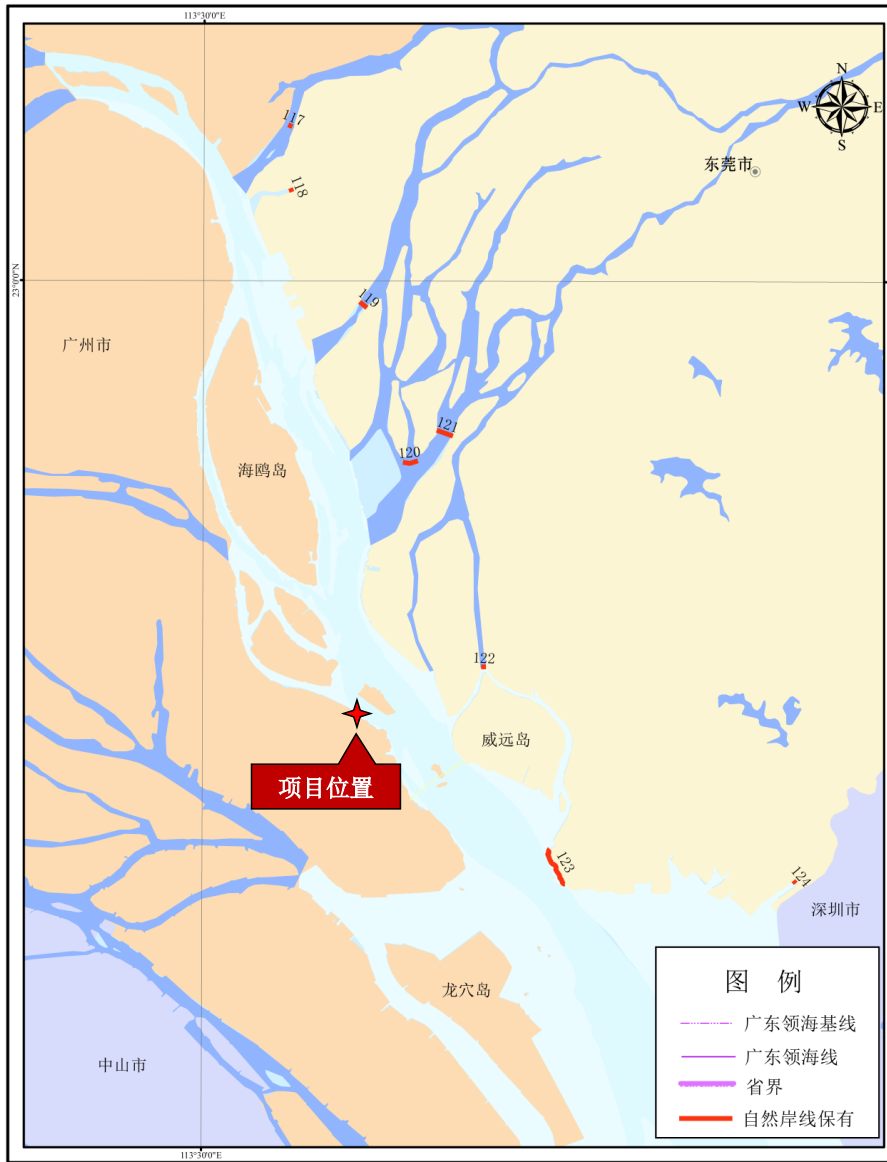 113°30'0"E
N
W
E
S
117
东莞市
118
23°0'0"N
119
广州市
121
120
海鸥岛
122
威远岛
项目位置
123
124
深圳市
龙穴岛
中山市
图 例
广东领海基线
广东领海线
省界
自然岸线保有
113°30'0"E